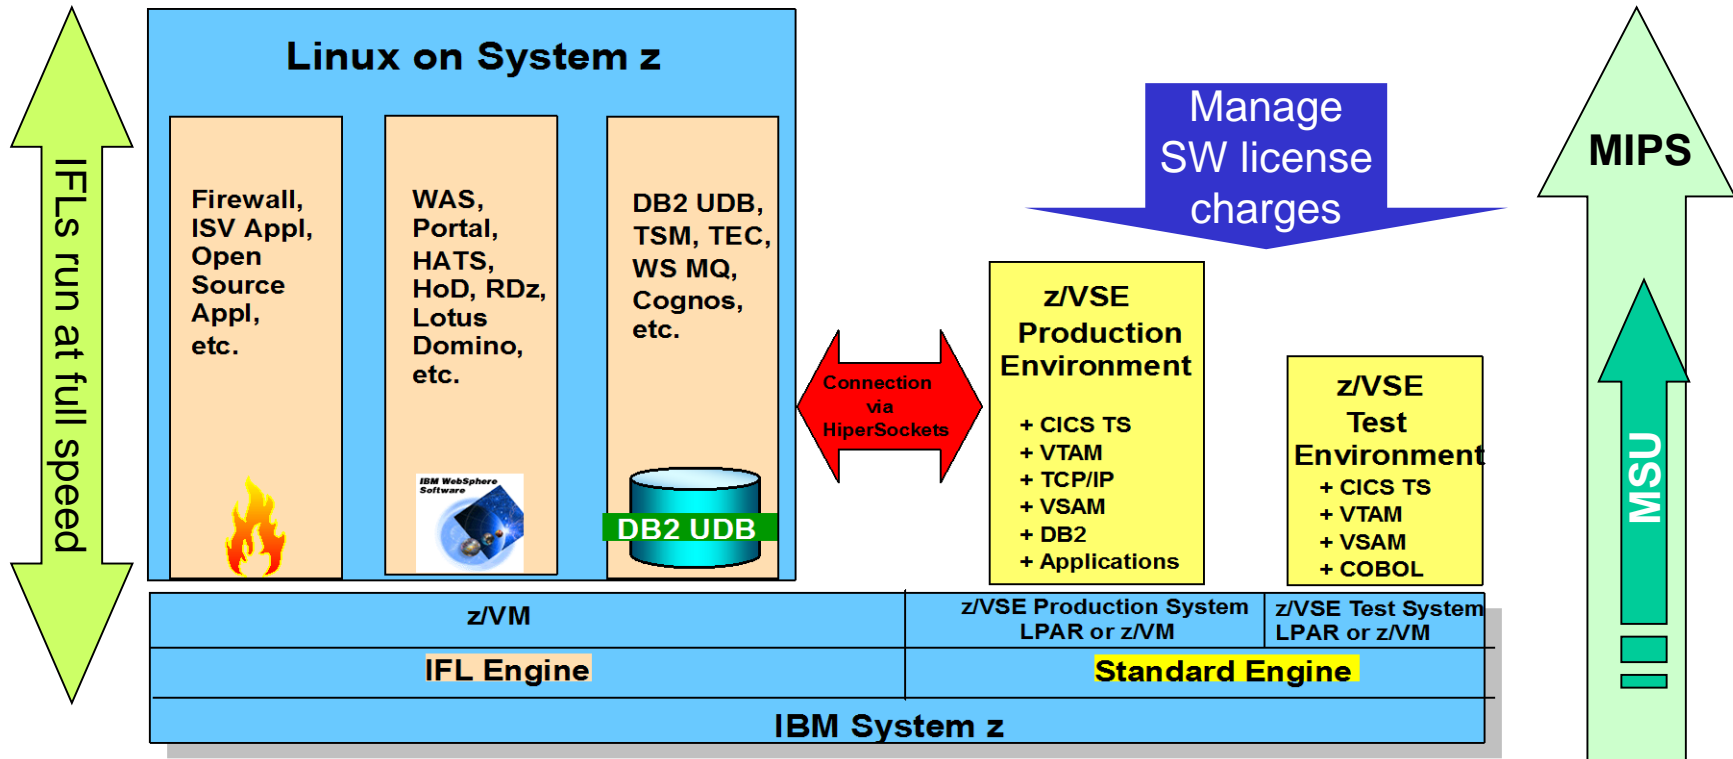 IFLs run at full speed
Linux on System z
Firewall,
ISV Appl,
Open
Source
Appl,
etc.
WAS,
Portal,
HATS,
HoD, RDz,
Lotus
Domino,
etc.
IBM WebSphere
Software
DB2 UDB,
TSM, TEC,
WS MQ,
Cognos,
etc.
DB2 UDB
Connection
via
HiperSockets
Manage
SW license
charges
z/VSE
Production
Environment
+ CICS TS
+ VTAM
+ TCP/IP
+ VSAM
+ DB2
+ Applications
z/VSE
Test
Environment
+ CICS TS
+ VTAM
+ VSAM
+ COBOL
MIPS
MSU
z/VM
z/VSE Production System
LPAR or z/VM
z/VSE Test System
LPAR or z/VM
IFL Engine
Standard Engine
IBM System z